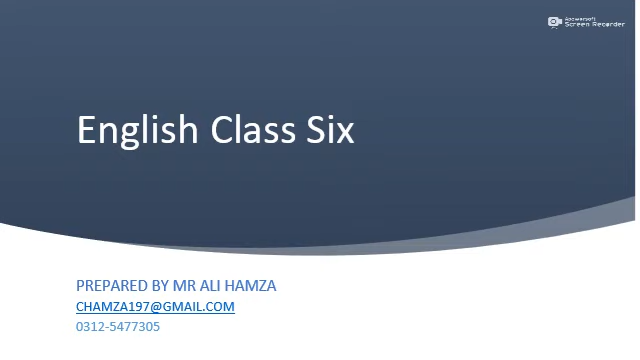 Apowersoft
Screen Recorder
English Class Six
PREPARED BY MR ALI HAMZA
CHAMZA197@GMAIL.COM
0312-5477305